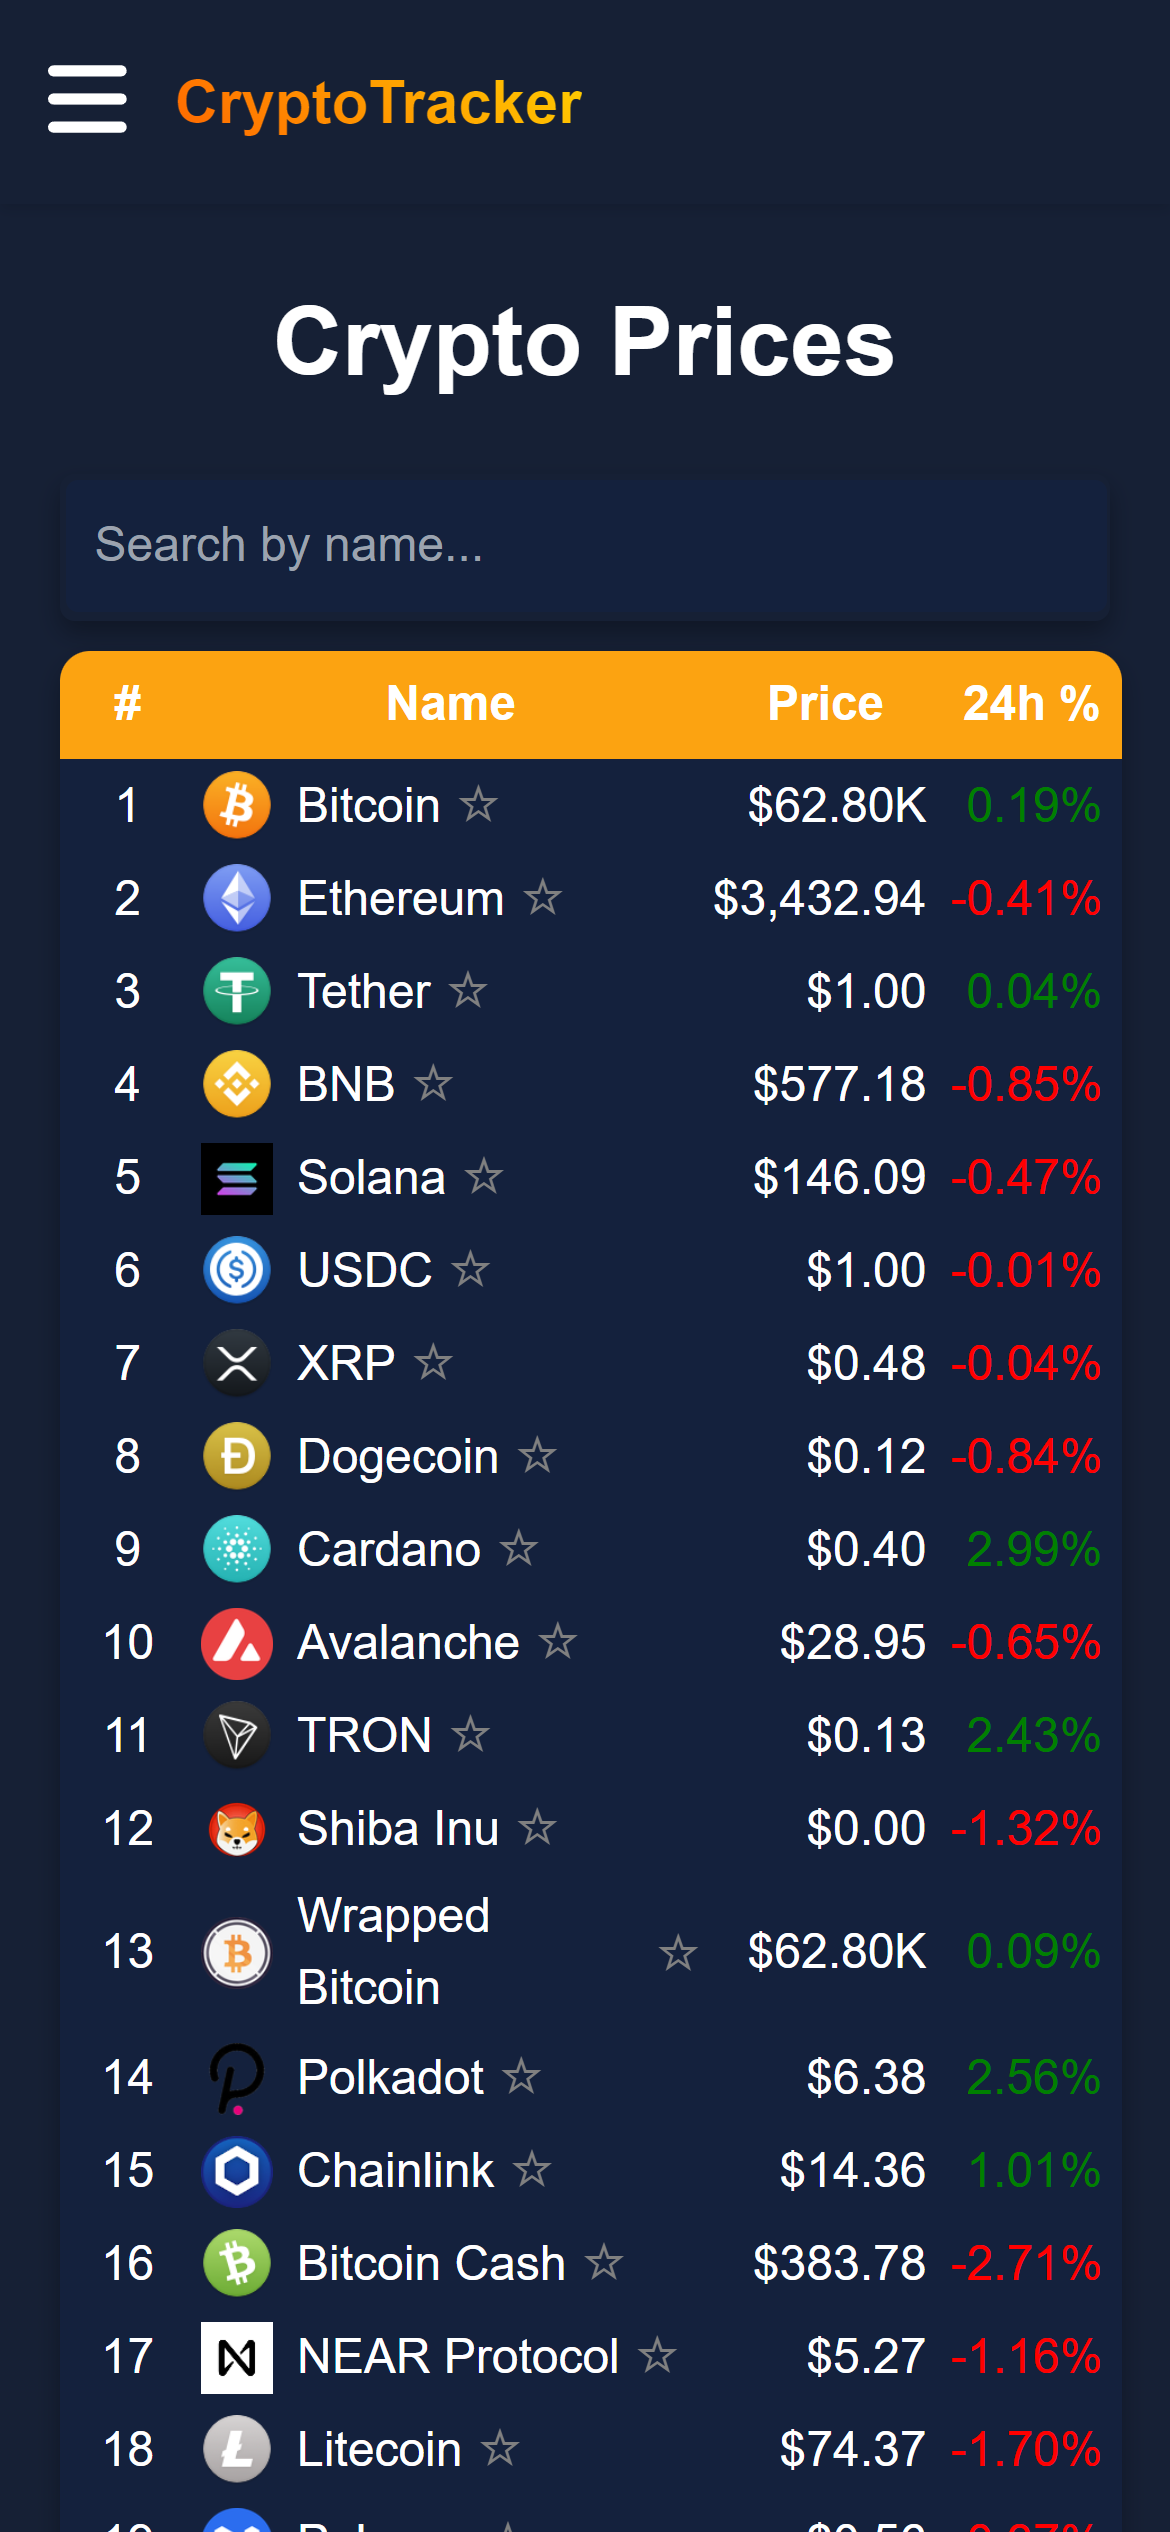 CryptoTracker
Crypto Prices
Search by name...
# Name Price 24h %
1 Bitcoin ☆ $62.80K 0.19%
2 Ethereum ☆ $3,432.94 -0.41%
3 Tether ☆ $1.00 0.04%
4 BNB ☆ $577.18 -0.85%
5 Solana ☆ $146.09 -0.47%
6 USDC ☆ $1.00 -0.01%
7 XRP ☆ $0.48 -0.04%
8 Dogecoin ☆ $0.12 -0.84%
9 Cardano ☆ $0.40 2.99%
10 Avalanche ☆ $28.95 -0.65%
11 TRON ☆ $0.13 2.43%
12 Shiba Inu ☆ $0.00 -1.32%
13 Wrapped Bitcoin ☆ $62.80K 0.09%
14 Polkadot ☆ $6.38 2.56%
15 Chainlink ☆ $14.36 1.01%
16 Bitcoin Cash ☆ $383.78 -2.71%
17 NEAR Protocol ☆ $5.27 -1.16%
18 Litecoin ☆ $74.37 -1.70%